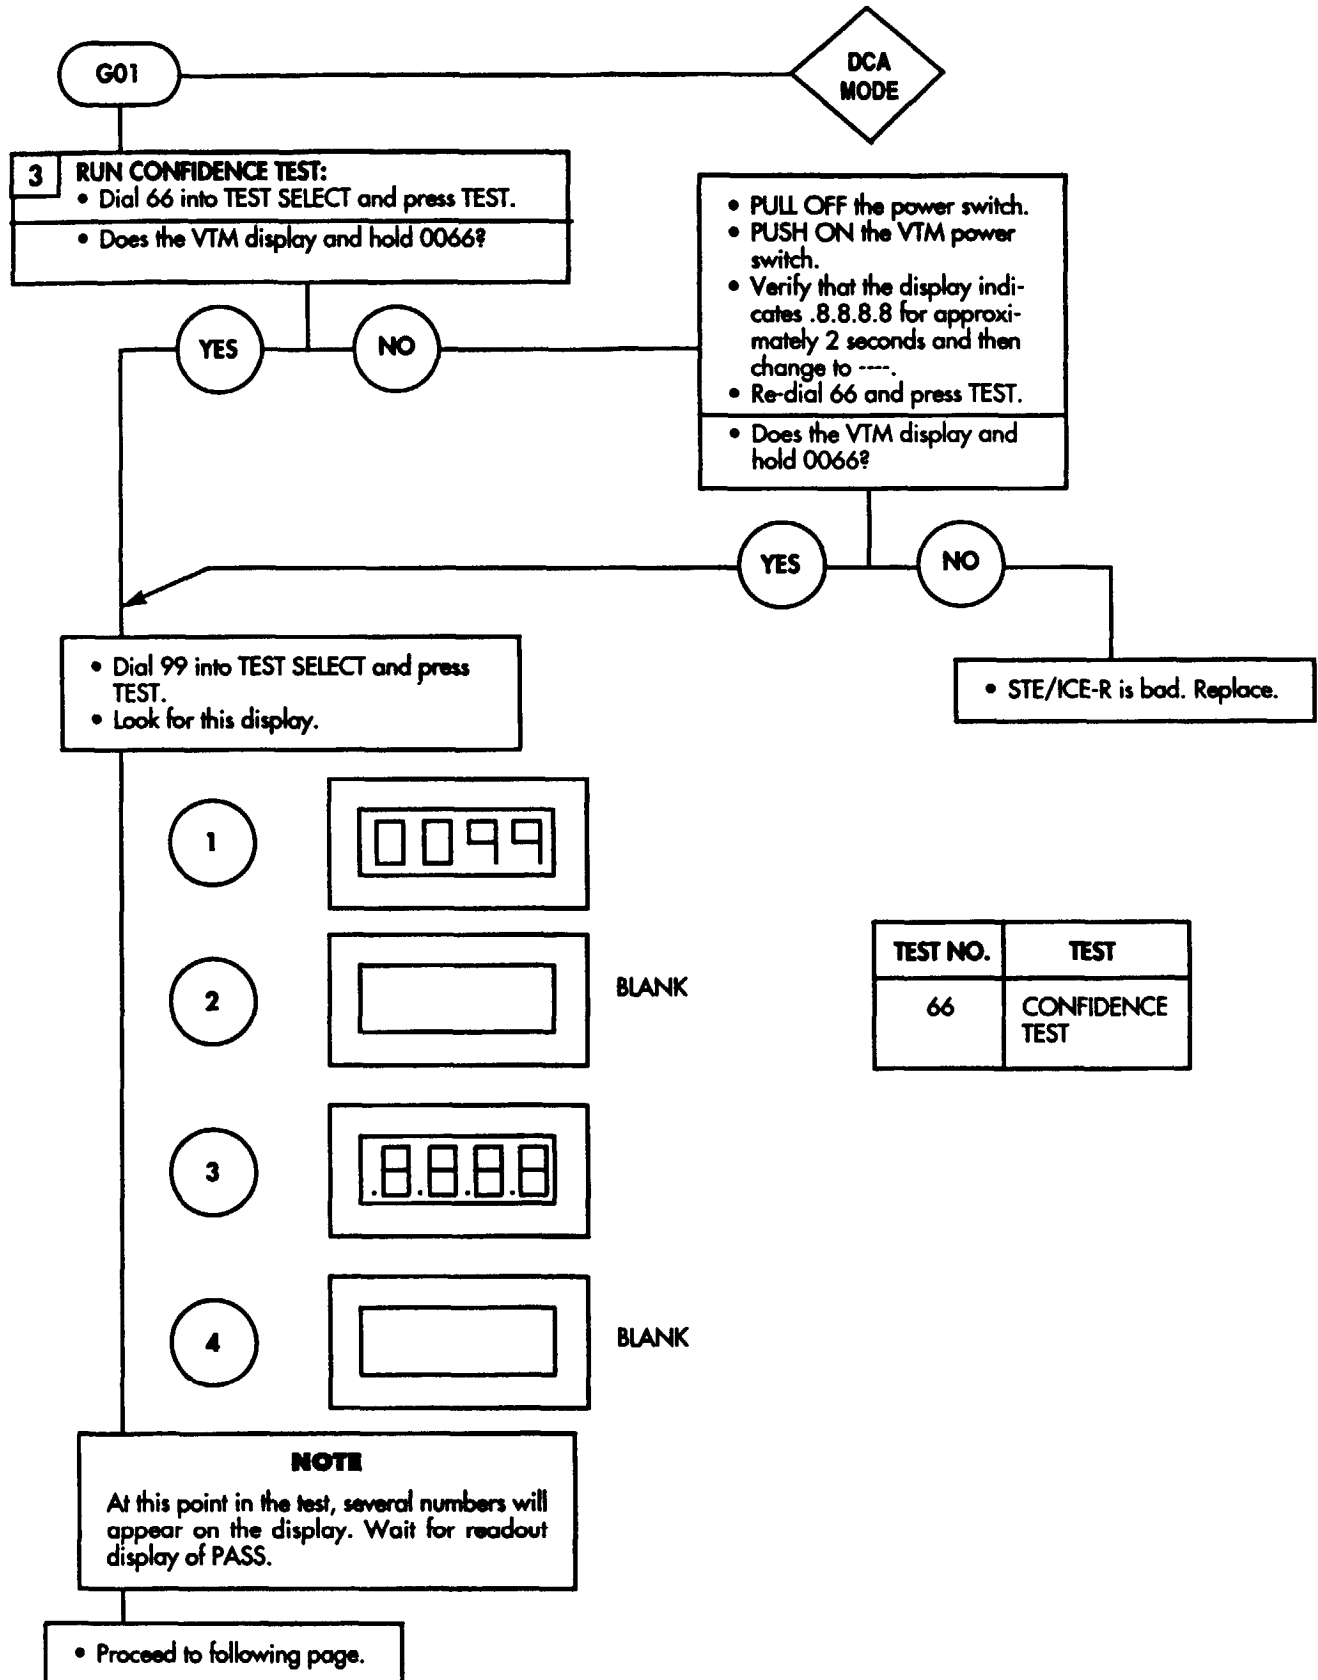 G01
DCA
MODE
3 RUN CONFIDENCE TEST:
• Dial 66 into TEST SELECT and press TEST.
• Does the VTM display and hold 0066?
YES
NO
• PULL OFF the power switch.
• PUSH ON the VTM power
switch.
• Verify that the display indi-
cates .8.8.8.8 for approxi-
mately 2 seconds and then
change to ----.
• Re-dial 66 and press TEST.
• Does the VTM display and
hold 0066?
YES
NO
• Dial 99 into TEST SELECT and press
TEST.
• Look for this display.
• STE/ICE-R is bad. Replace.
1
0099
2
BLANK
TEST NO.
TEST
66
CONFIDENCE
TEST
3
.8.8.8.8
4
BLANK
NOTE
At this point in the test, several numbers will
appear on the display. Wait for readout
display of PASS.
• Proceed to following page.